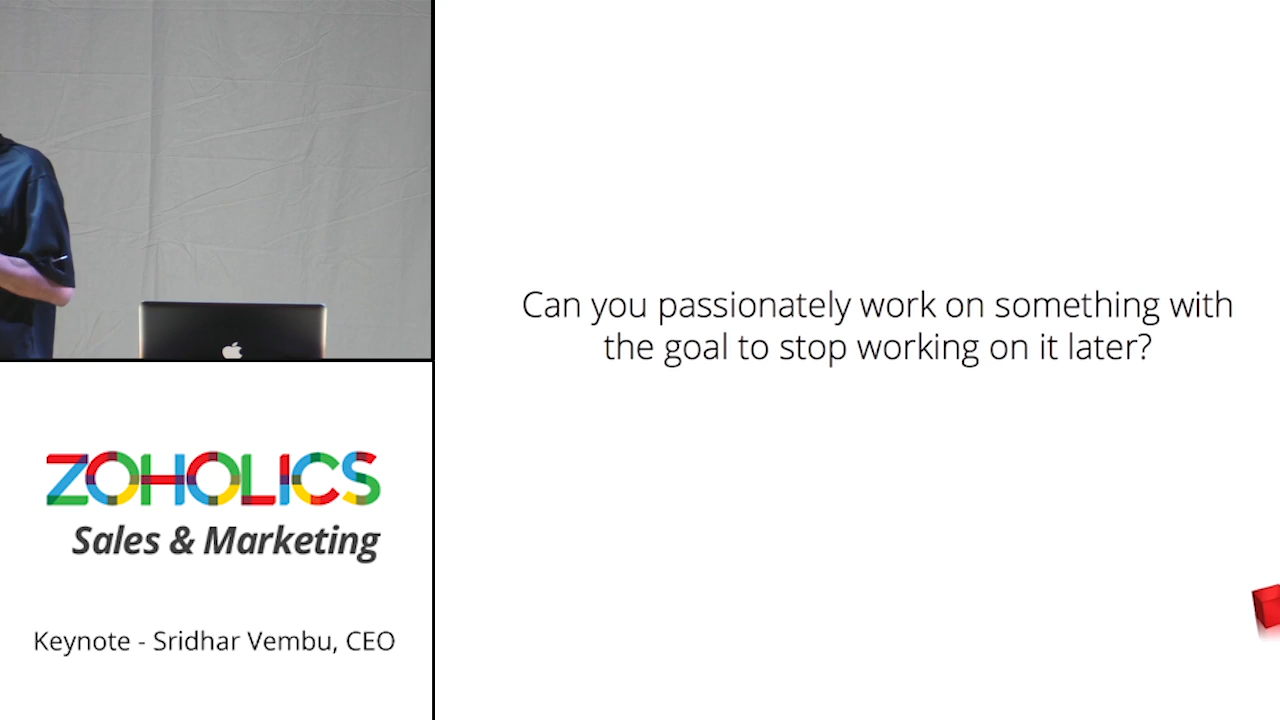 Can you passionately work on something with
the goal to stop working on it later?
ZOHOLICS
Sales & Marketing
Keynote - Sridhar Vembu, CEO